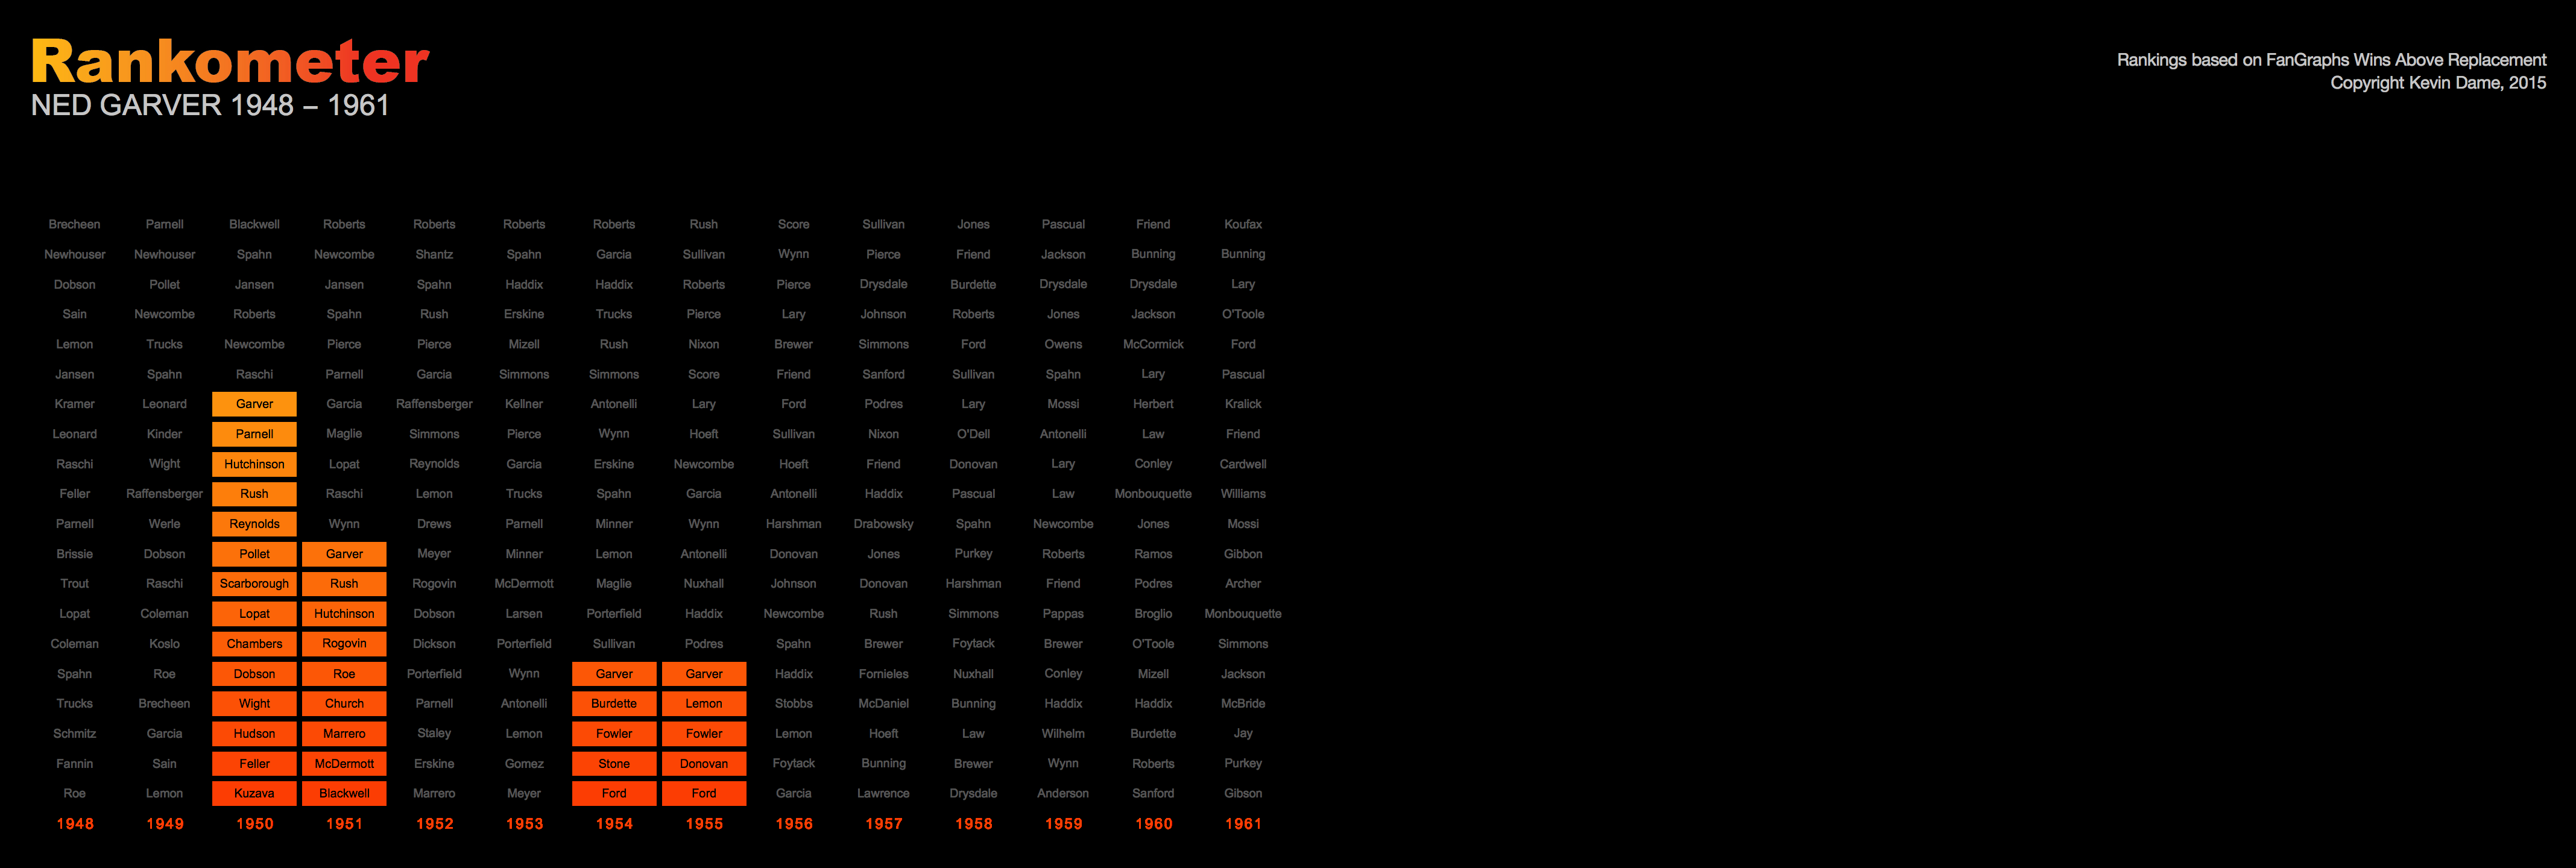 Rankometer
NED GARVER 1948 – 1961
Rankings based on FanGraphs Wins Above Replacement
Copyright Kevin Dame, 2015
Brecheen Parnell Blackwell Roberts Roberts Roberts Roberts Rush Score Sullivan Jones Pascual Friend Koufax
Newhouser Newhouser Spahn Newcombe Shantz Spahn Garcia Sullivan Wynn Pierce Friend Jackson Bunning Bunning
Dobson Pollet Jansen Jansen Spahn Haddix Haddix Roberts Pierce Drysdale Burdette Drysdale Drysdale Lary
Sain Newcombe Roberts Spahn Rush Erskine Trucks Pierce Lary Johnson Roberts Jones Jackson O'Toole
Lemon Trucks Newcombe Pierce Pierce Mizell Rush Nixon Brewer Simmons Ford Owens McCormick Ford
Jansen Spahn Raschi Parnell Garcia Simmons Simmons Score Friend Sanford Sullivan Spahn Lary Pascual
Kramer Leonard Garver Garcia Raffensberger Kellner Antonelli Lary Ford Podres Lary Mossi Herbert Kralick
Leonard Kinder Parnell Maglie Simmons Pierce Wynn Hoeft Sullivan Nixon O'Dell Antonelli Law Friend
Raschi Wight Hutchinson Lopat Reynolds Garcia Erskine Newcombe Hoeft Friend Donovan Lary Conley Cardwell
Feller Raffensberger Rush Raschi Lemon Trucks Spahn Garcia Antonelli Haddix Pascual Law Monbouquette Williams
Parnell Werle Reynolds Wynn Drews Parnell Minner Wynn Harshman Drabowsky Spahn Newcombe Jones Mossi
Brissie Dobson Pollet Garver Meyer Minner Lemon Antonelli Donovan Jones Purkey Roberts Ramos Gibbon
Trout Raschi Scarborough Rush Rogovin McDermott Maglie Nuxhall Johnson Donovan Harshman Friend Podres Archer
Lopat Coleman Lopat Hutchinson Dobson Larsen Porterfield Haddix Newcombe Rush Simmons Pappas Broglio Monbouquette
Coleman Koslo Chambers Rogovin Dickson Porterfield Sullivan Podres Spahn Brewer Foytack Brewer O'Toole Simmons
Spahn Roe Dobson Roe Porterfield Wynn Garver Garver Haddix Fornieles Nuxhall Conley Mizell Jackson
Trucks Brecheen Wight Church Parnell Antonelli Burdette Lemon Stobbs McDaniel Bunning Haddix Haddix McBride
Schmitz Garcia Hudson Marrero Staley Lemon Fowler Fowler Lemon Hoeft Law Wilhelm Burdette Jay
Fannin Sain Feller McDermott Erskine Gomez Stone Donovan Foytack Bunning Brewer Wynn Roberts Purkey
Roe Lemon Kuzava Blackwell Marrero Meyer Ford Ford Garcia Lawrence Drysdale Anderson Sanford Gibson
1948 1949 1950 1951 1952 1953 1954 1955 1956 1957 1958 1959 1960 1961